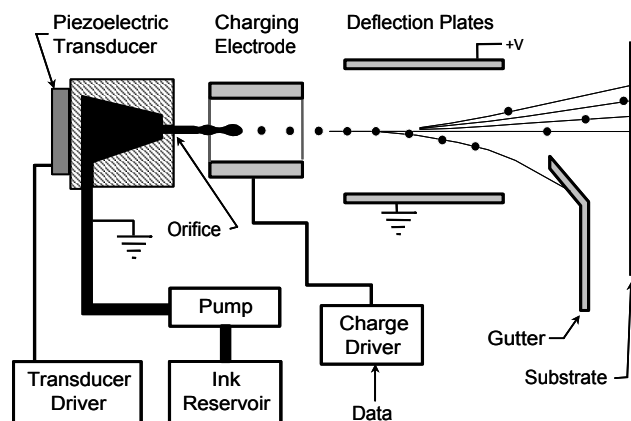 Piezoelectric
Transducer
Charging
Electrode
Deflection Plates
+V
Orifice
Pump
Ink
Reservoir
Transducer
Driver
Charge
Driver
Data
Gutter
Substrate